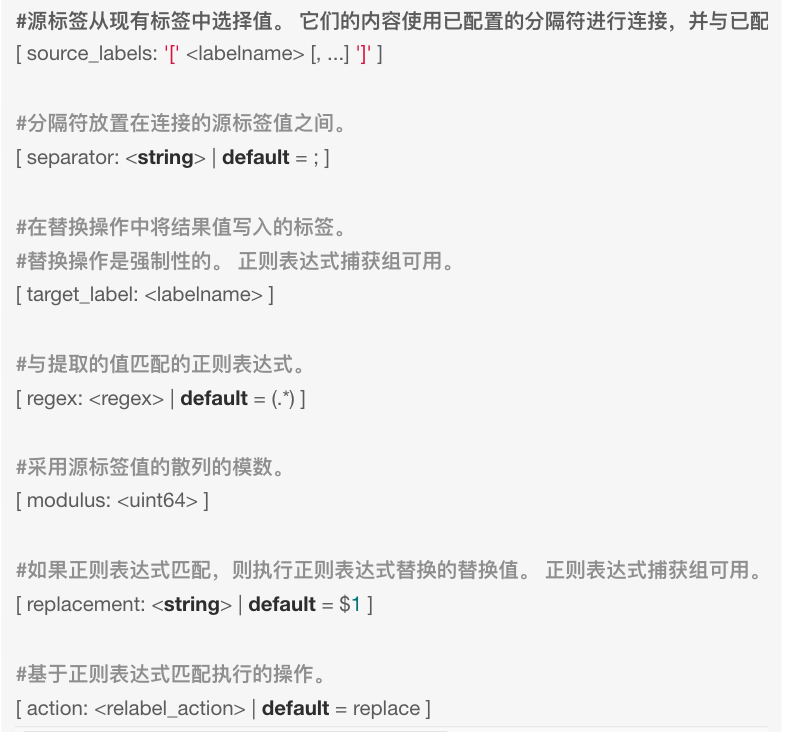 #源标签从现有标签中选择值。 它们的内容使用已配置的分隔符进行连接，并与已配
[ source_labels: '[' <labelname> [, ...] ']' ]
#分隔符放置在连接的源标签值之间。
[ separator: <string> | default = ; ]
#在替换操作中将结果值写入的标签。
#替换操作是强制性的。 正则表达式捕获组可用。
[ target_label: <labelname> ]
#与提取的值匹配的正则表达式。
[ regex: <regex> | default = (.*) ]
#采用源标签值的散列的模数。
[ modulus: <uint64> ]
#如果正则表达式匹配，则执行正则表达式替换的替换值。 正则表达式捕获组可用。
[ replacement: <string> | default = $1 ]
#基于正则表达式匹配执行的操作。
[ action: <relabel_action> | default = replace ]